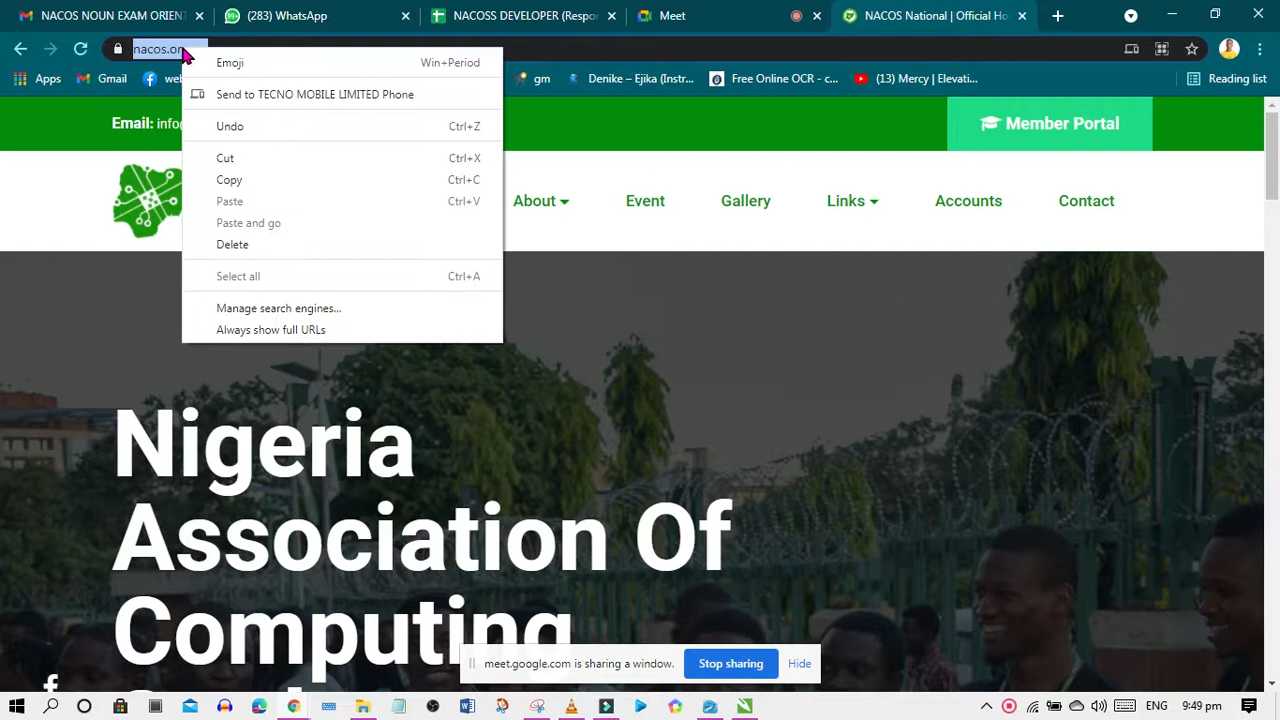 NACOS NOUN EXAM ORIENT
(283) WhatsApp
NACOSS DEVELOPER (Respon
Meet
NACOS National | Official Ho
nacos.or
Apps
Gmail
web
gm
Denike – Ejika (Instr...
Free Online OCR - c...
(13) Mercy | Elevati...
Reading list
Emoji Win+Period
Send to TECNO MOBILE LIMITED Phone
Undo Ctrl+Z
Cut Ctrl+X
Copy Ctrl+C
Paste Ctrl+V
Paste and go
Delete
Select all Ctrl+A
Manage search engines...
Always show full URLs
Email: info
Member Portal
About
Event
Gallery
Links
Accounts
Contact
Nigeria
Association Of
Computing
meet.google.com is sharing a window.
Stop sharing
Hide
ENG
9:49 pm